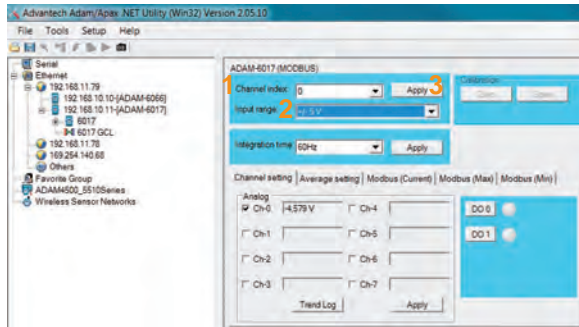 Advantech Adam/Apax .NET Utility (Win32) Version 2.05.10
File Tools Setup Help
Serial
Ethernet
192.168.11.79
192.168.10.10-[ADAM-6066]
192.168.10.11-[ADAM-6017]
6017
6017 GCL
192.168.11.78
169.254.140.68
Others
Favorite Group
ADAM4500_5510Series
Wireless Sensor Networks
ADAM-6017 (MODBUS)
1 Channel index: 0 Apply 3
Input range: 2 +/- 5 V
Calibration
Integration time: 60Hz Apply
Channel setting Average setting Modbus (Current) Modbus (Max) Modbus (Min)
Analog
Ch-0 -4.579 V Ch-4
Ch-1 Ch-5
Ch-2 Ch-6
Ch-3 Ch-7
Trend Log Apply
DO 0
DO 1